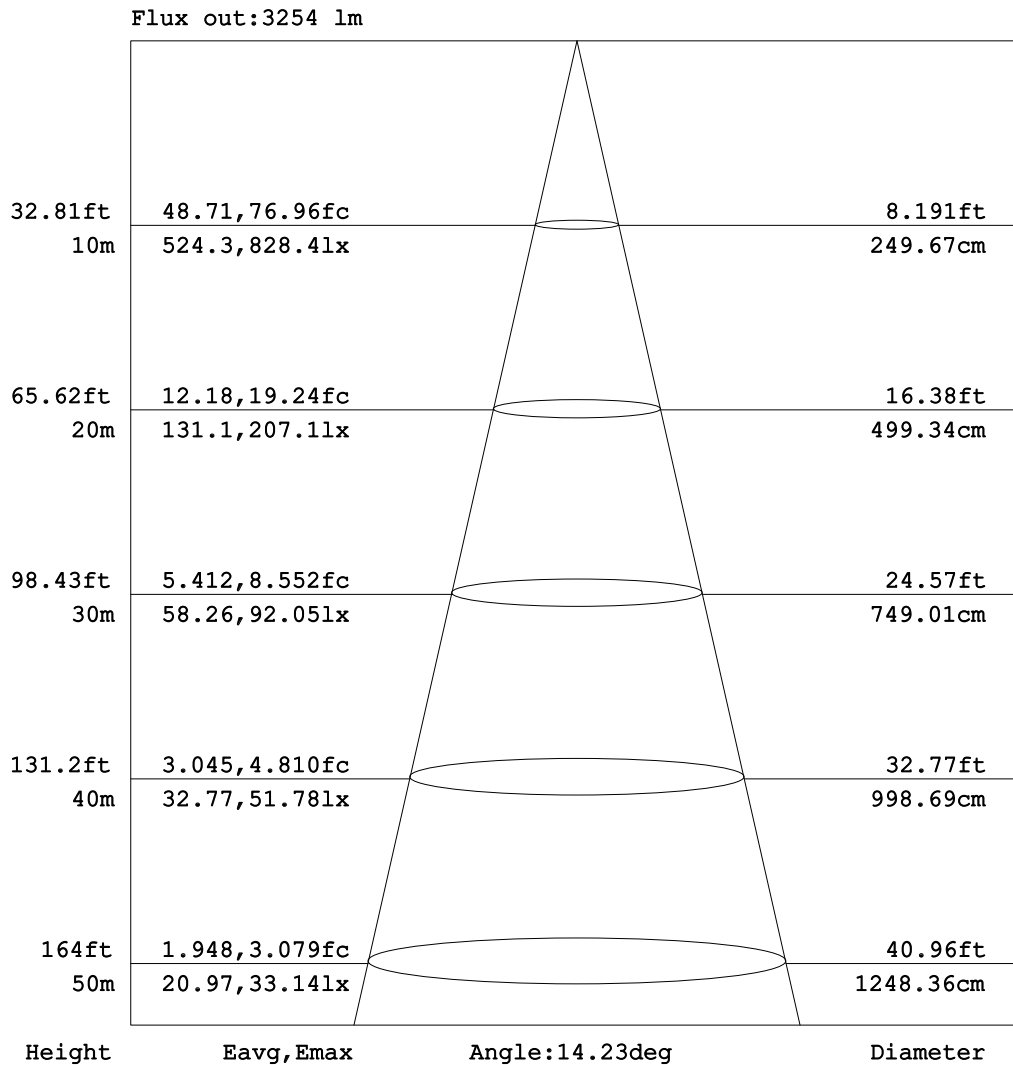 Flux out:3254 lm
32.81ft 48.71,76.96fc 8.191ft
10m 524.3,828.4lx 249.67cm
65.62ft 12.18,19.24fc 16.38ft
20m 131.1,207.1lx 499.34cm
98.43ft 5.412,8.552fc 24.57ft
30m 58.26,92.05lx 749.01cm
131.2ft 3.045,4.810fc 32.77ft
40m 32.77,51.78lx 998.69cm
164ft 1.948,3.079fc 40.96ft
50m 20.97,33.14lx 1248.36cm
Height Eavg,Emax Angle:14.23deg Diameter